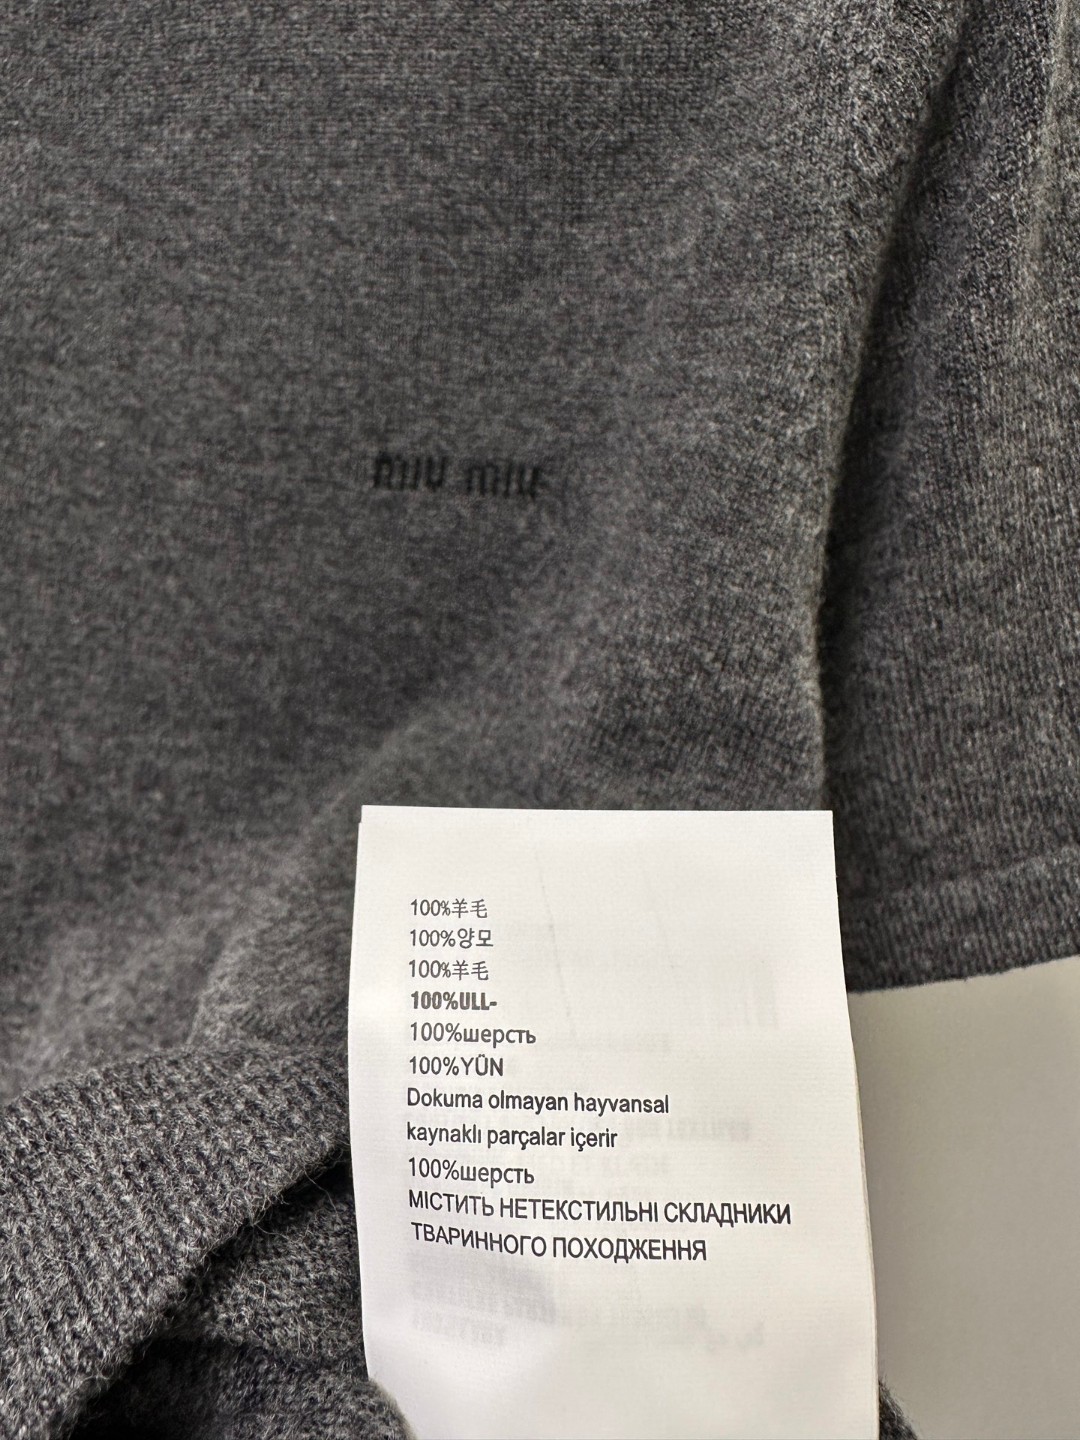 miu miu
100%羊毛
100%양모
100%羊毛
100%ULL-
100%шерсть
100%YÜN
Dokuma olmayan hayvansal
kaynaklı parçalar içerir
100%шерсть
МІСТИТЬ НЕТЕКСТИЛЬНІ СКЛАДНИКИ
ТВАРИННОГО ПОХОДЖЕННЯ